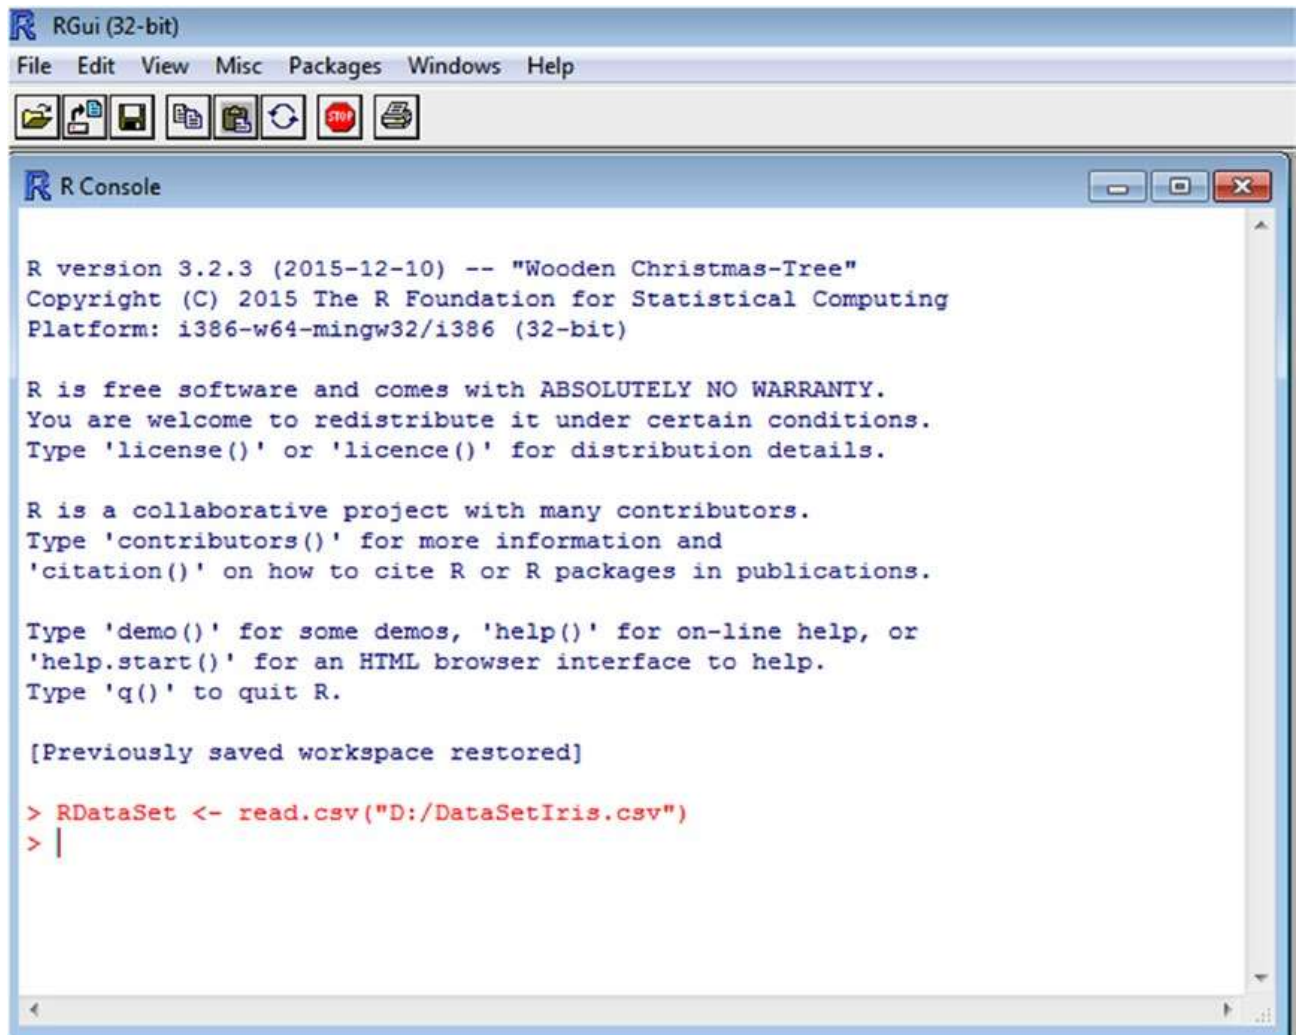 RGui (32-bit)
File Edit View Misc Packages Windows Help
STOP
R Console
R version 3.2.3 (2015-12-10) -- "Wooden Christmas-Tree"
Copyright (C) 2015 The R Foundation for Statistical Computing
Platform: i386-w64-mingw32/i386 (32-bit)
R is free software and comes with ABSOLUTELY NO WARRANTY.
You are welcome to redistribute it under certain conditions.
Type 'license()' or 'licence()' for distribution details.
R is a collaborative project with many contributors.
Type 'contributors()' for more information and
'citation()' on how to cite R or R packages in publications.
Type 'demo()' for some demos, 'help()' for on-line help, or
'help.start()' for an HTML browser interface to help.
Type 'q()' to quit R.
[Previously saved workspace restored]
> RDataSet <- read.csv("D:/DataSetIris.csv")
>